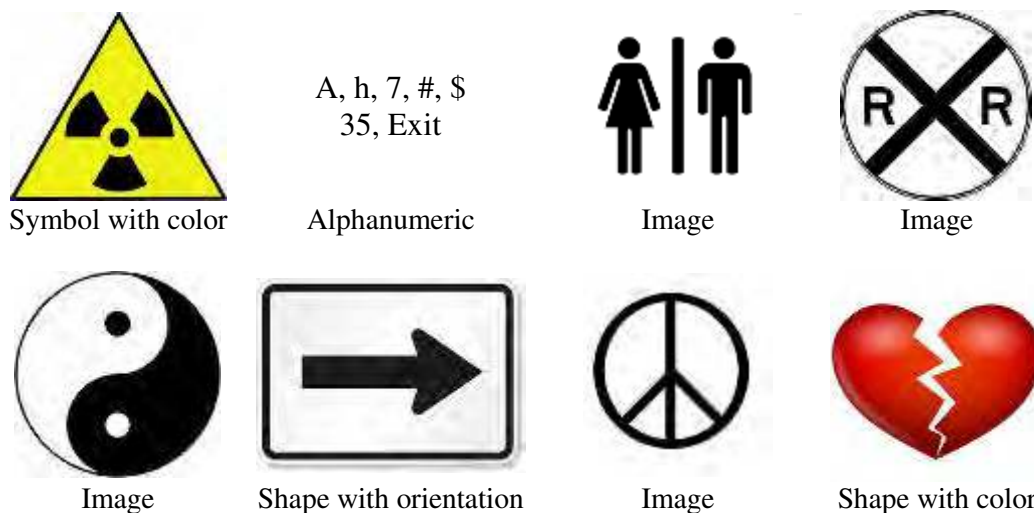 A, h, 7, #, $
35, Exit
R R
Symbol with color
Alphanumeric
Image
Image
Image
Shape with orientation
Image
Shape with color